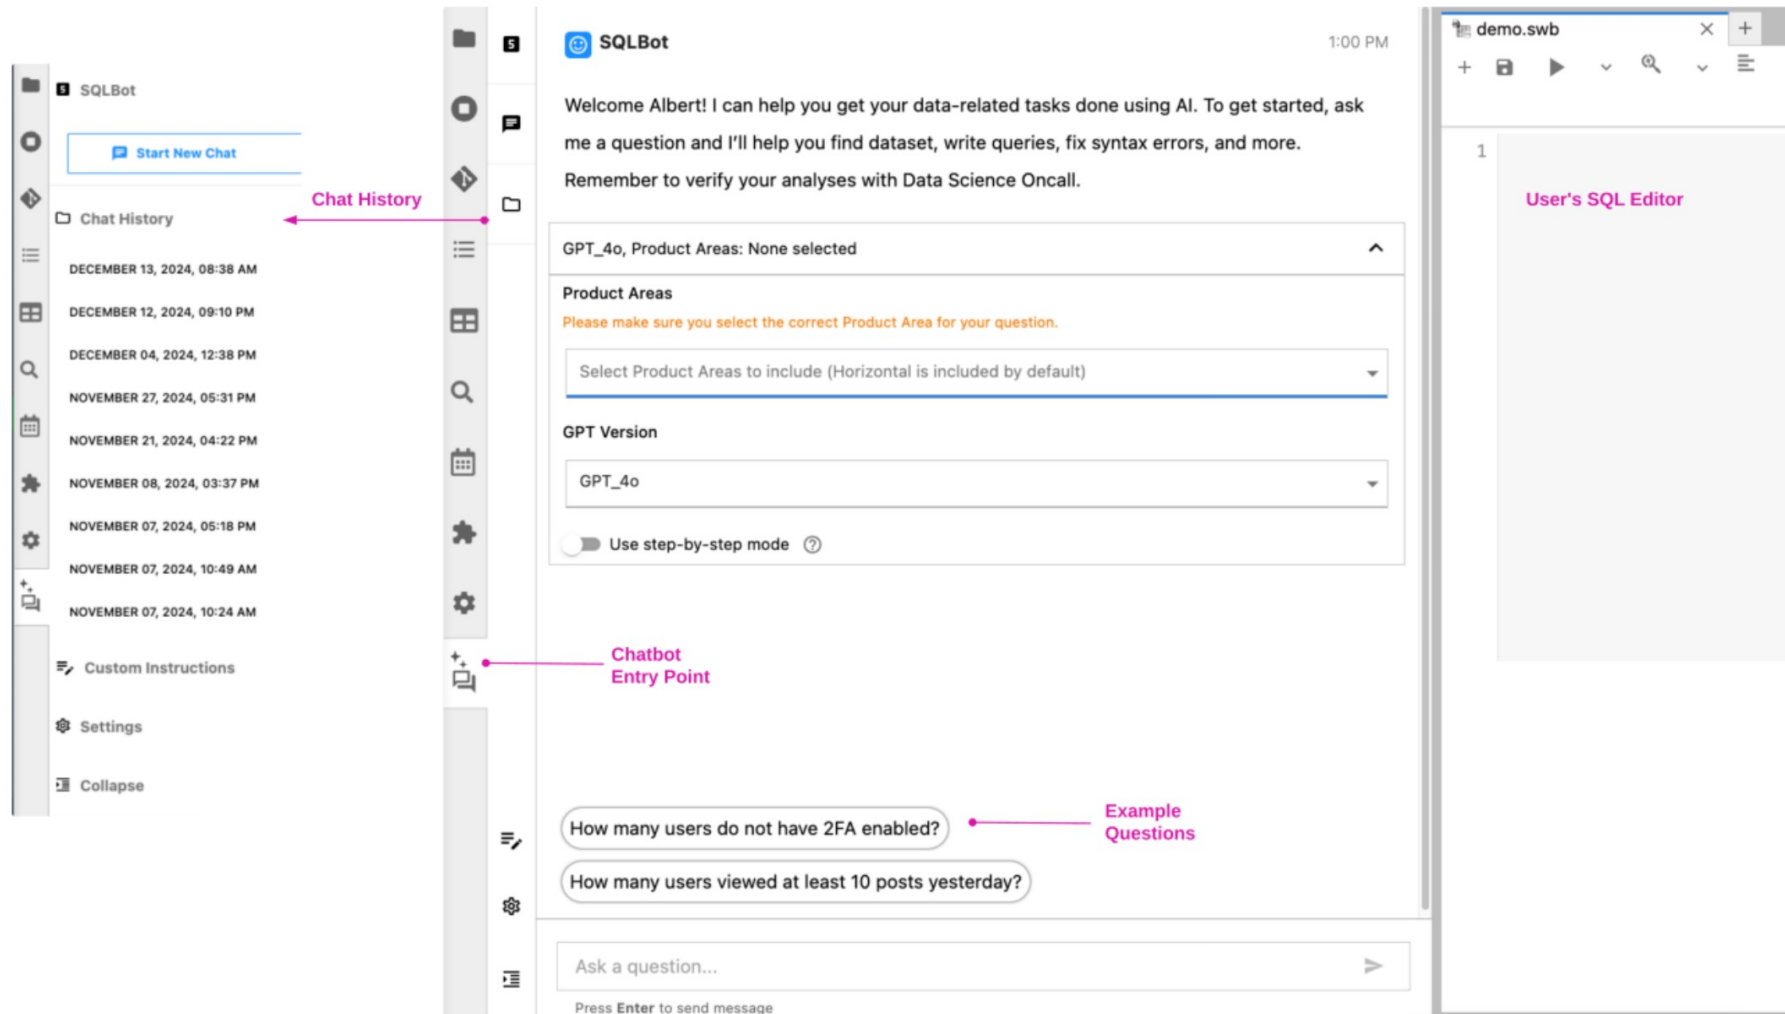 SQLBot
Start New Chat
Chat History
DECEMBER 13, 2024, 08:38 AM
DECEMBER 12, 2024, 09:10 PM
DECEMBER 04, 2024, 12:38 PM
NOVEMBER 27, 2024, 05:31 PM
NOVEMBER 21, 2024, 04:22 PM
NOVEMBER 08, 2024, 03:37 PM
NOVEMBER 07, 2024, 05:18 PM
NOVEMBER 07, 2024, 10:49 AM
NOVEMBER 07, 2024, 10:24 AM
Custom Instructions
Settings
Collapse
Chat History
SQLBot
1:00 PM
Welcome Albert! I can help you get your data-related tasks done using AI. To get started, ask
me a question and I'll help you find dataset, write queries, fix syntax errors, and more.
Remember to verify your analyses with Data Science Oncall.
GPT_4o, Product Areas: None selected
Product Areas
Please make sure you select the correct Product Area for your question.
Select Product Areas to include (Horizontal is included by default)
GPT Version
GPT_4o
Use step-by-step mode
Chatbot
Entry Point
How many users do not have 2FA enabled?
How many users viewed at least 10 posts yesterday?
Example
Questions
Ask a question...
Press Enter to send message
demo.swb
1
User's SQL Editor